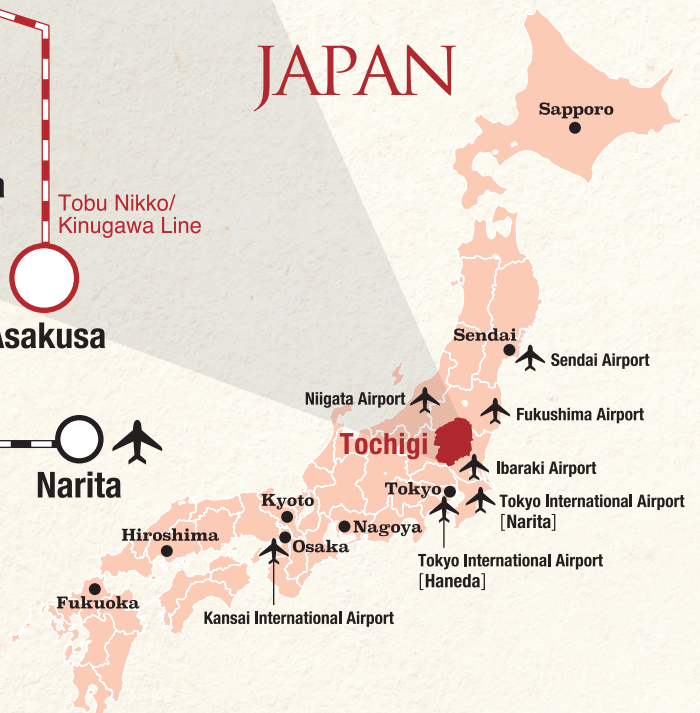 JAPAN
Sapporo
Tobu Nikko/
Kinugawa Line
Asakusa
Sendai
Sendai Airport
Niigata Airport
Fukushima Airport
Tochigi
Ibaraki Airport
Narita
Tokyo
Tokyo International Airport
[Narita]
Kyoto
Nagoya
Hiroshima
Osaka
Tokyo International Airport
[Haneda]
Fukuoka
Kansai International Airport